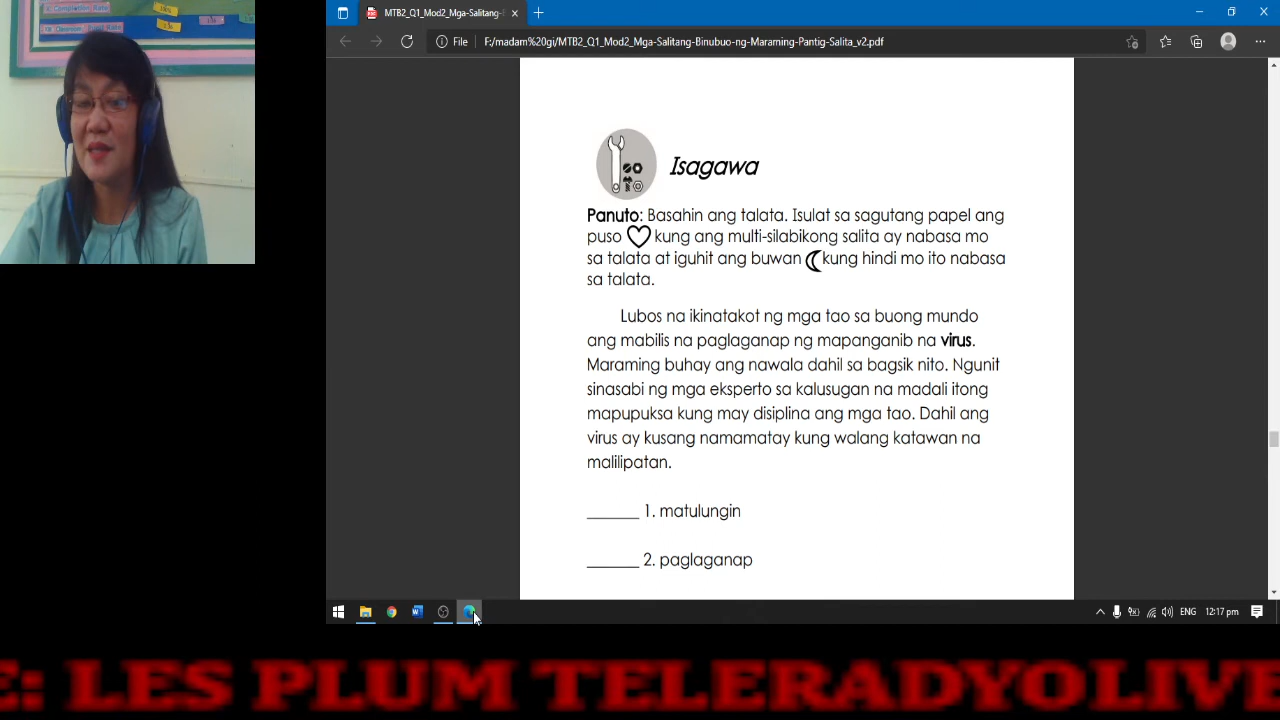 8. Completion Rate
MTB2_Q1_Mod2_Mga-Salitang-
File
F:/madam%20gi/MTB2_Q1_Mod2_Mga-Salitang-Binubuo-ng-Maraming-Pantig-Salita_v2.pdf
Isagawa
Panuto: Basahin ang talata. Isulat sa sagutang papel ang
puso kung ang multi-silabikong salita ay nabasa mo
sa talata at iguhit ang buwan kung hindi mo ito nabasa
sa talata.
Lubos na ikinatakot ng mga tao sa buong mundo
ang mabilis na paglaganap ng mapanganib na virus.
Maraming buhay ang nawala dahil sa bagsik nito. Ngunit
sinasabi ng mga eksperto sa kalusugan na madali itong
mapupuksa kung may disiplina ang mga tao. Dahil ang
virus ay kusang namamatay kung walang katawan na
malilipatan.
______ 1. matulungin
______ 2. paglaganap
ENG 12:17 pm
E: LES PLUM TELERADYOLIVE